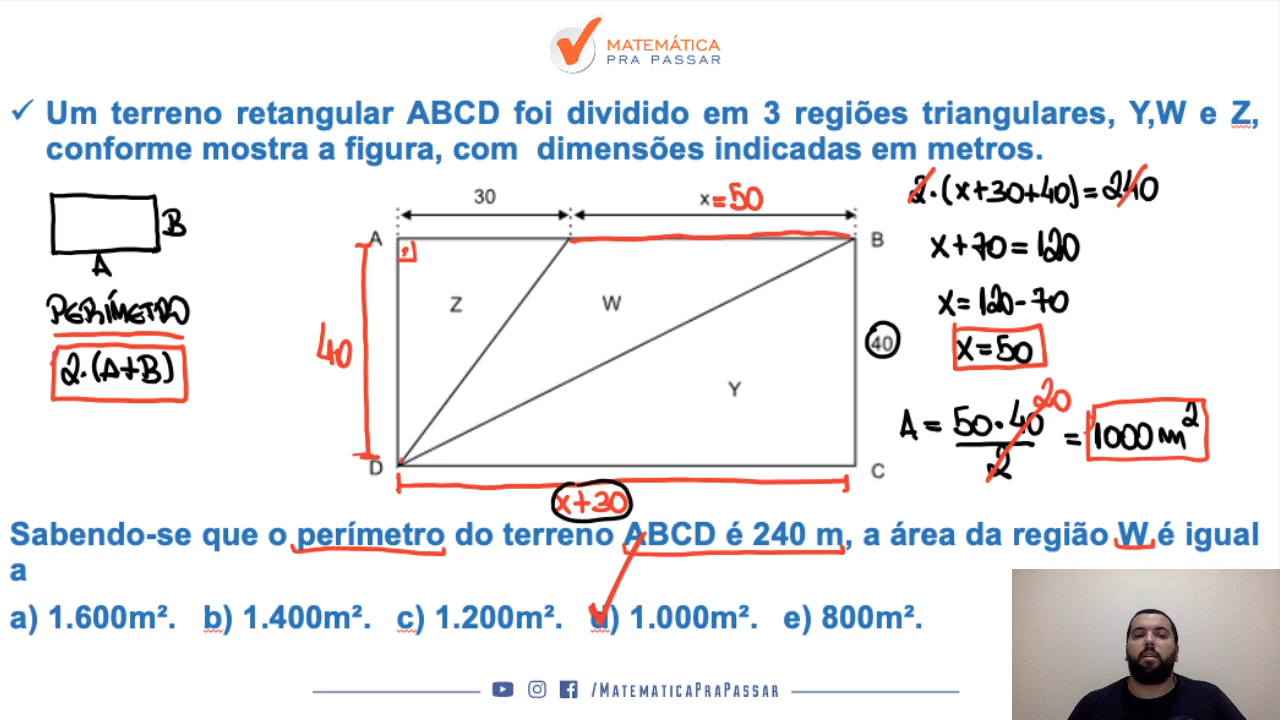 MATEMÁTICA
PRA PASSAR
✓ Um terreno retangular ABCD foi dividido em 3 regiões triangulares, Y,W e Z,
conforme mostra a figura, com dimensões indicadas em metros.
A
B
PERÍMETRO
2.(A+B)
30
x=50
A
B
Z
W
40
40
Y
D
C
x+30
2.(x+30+40)=240
x+70=120
x=120-70
x=50
A = 50.40/2 = 1000m²
20
Sabendo-se que o perímetro do terreno ABCD é 240 m, a área da região W é igual
a
a) 1.600m². b) 1.400m². c) 1.200m². d) 1.000m². e) 800m².
/MATEMATICAPRAPASSAR